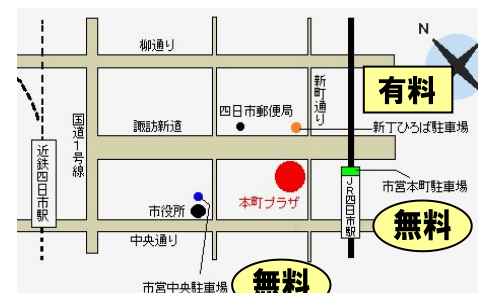 N
柳通り
有料
新町通り
四日市郵便局
国道1号線
諏訪新道
新丁ひろば駐車場
近鉄四日市駅
市営本町駐車場
JR四日市駅
市役所
本町プラザ
無料
中央通り
市営中央駐車場
無料